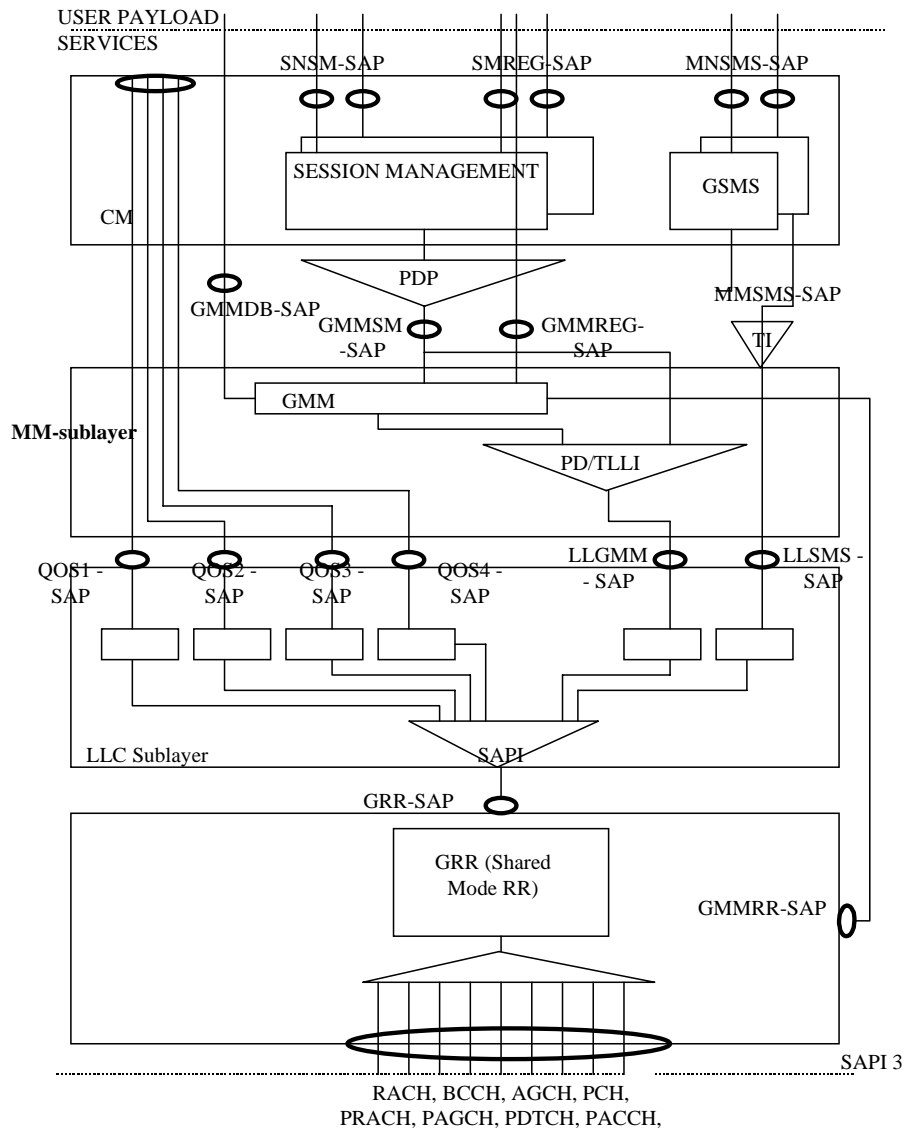 USER PAYLOAD
SERVICES
SNSM-SAP
SMREG-SAP
MNSMS-SAP
SESSION MANAGEMENT
GSMS
CM
PDP
GMMDB-SAP
MMSMS-SAP
GMMSM
-SAP
GMMREG-
SAP
TI
GMM
MM-sublayer
PD/TLLI
QOS1 -
SAP
QOS2 -
SAP
QOS3 -
SAP
QOS4 -
SAP
LLGMM
- SAP
LLSMS -
SAP
LLC Sublayer
SAPI
GRR-SAP
GRR (Shared
Mode RR)
GMMRR-SAP
SAPI 3
RACH, BCCH, AGCH, PCH,
PRACH, PAGCH, PDTCH, PACCH,